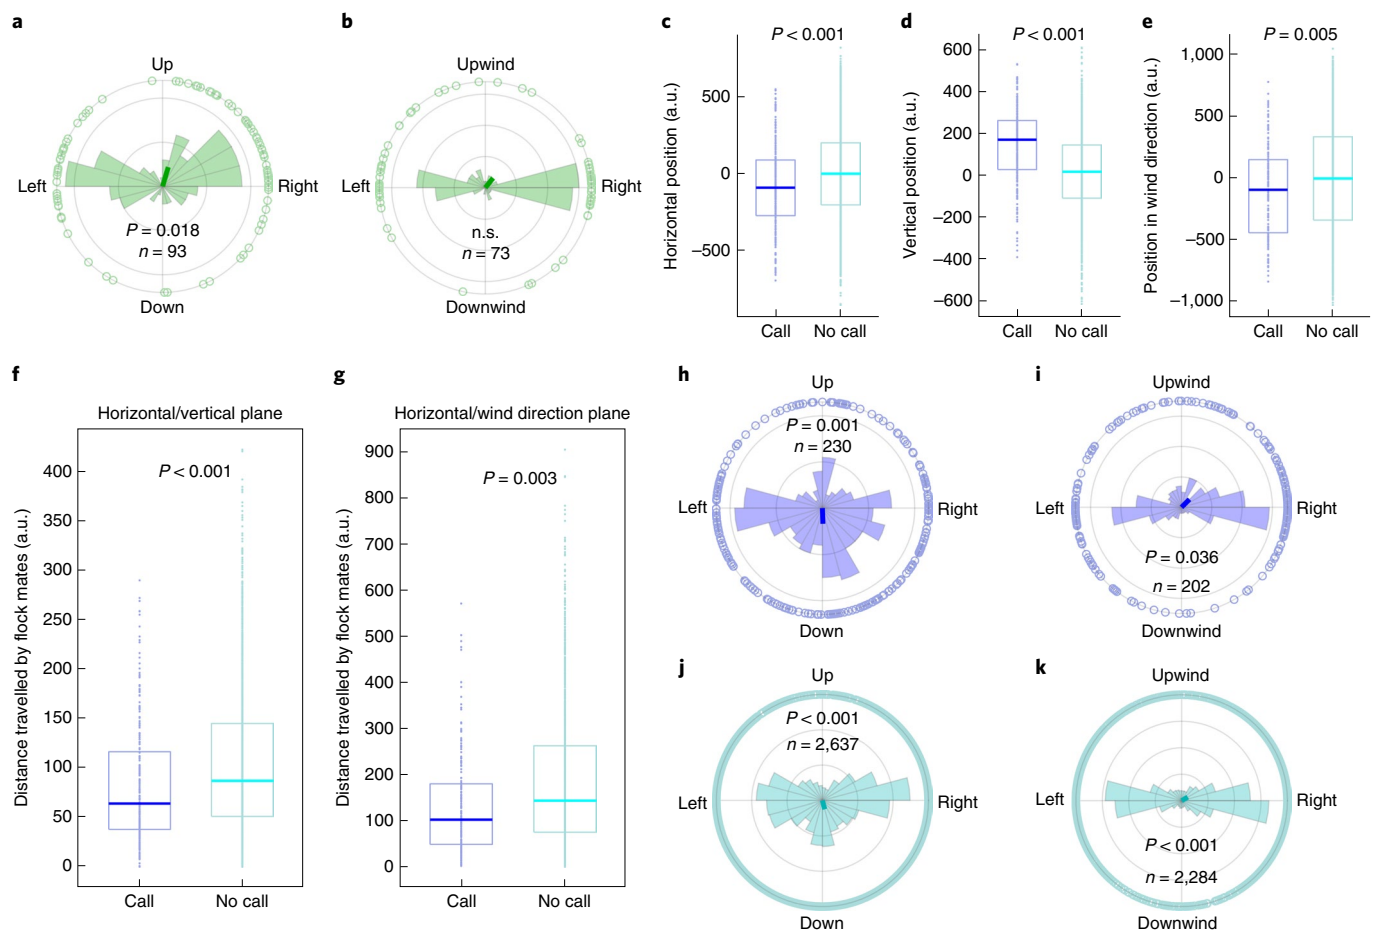 a
Up
Left
Right
P = 0.018
n = 93
Down
b
Upwind
Left
Right
n.s.
n = 73
Downwind
c
P < 0.001
Horizontal position (a.u.)
500
0
−500
Call No call
d
P < 0.001
Vertical position (a.u.)
600
400
200
0
−200
−400
−600
Call No call
e
P = 0.005
Position in wind direction (a.u.)
1,000
500
0
−500
−1,000
Call No call
f
Horizontal/vertical plane
P < 0.001
Distance travelled by flock mates (a.u.)
400
350
300
250
200
150
100
50
0
Call No call
g
Horizontal/wind direction plane
P = 0.003
Distance travelled by flock mates (a.u.)
900
800
700
600
500
400
300
200
100
0
Call No call
h
Up
P = 0.001
n = 230
Left
Right
Down
i
Upwind
Left
Right
P = 0.036
n = 202
Downwind
j
Up
P < 0.001
n = 2,637
Left
Right
Down
k
Upwind
Left
Right
P < 0.001
n = 2,284
Downwind